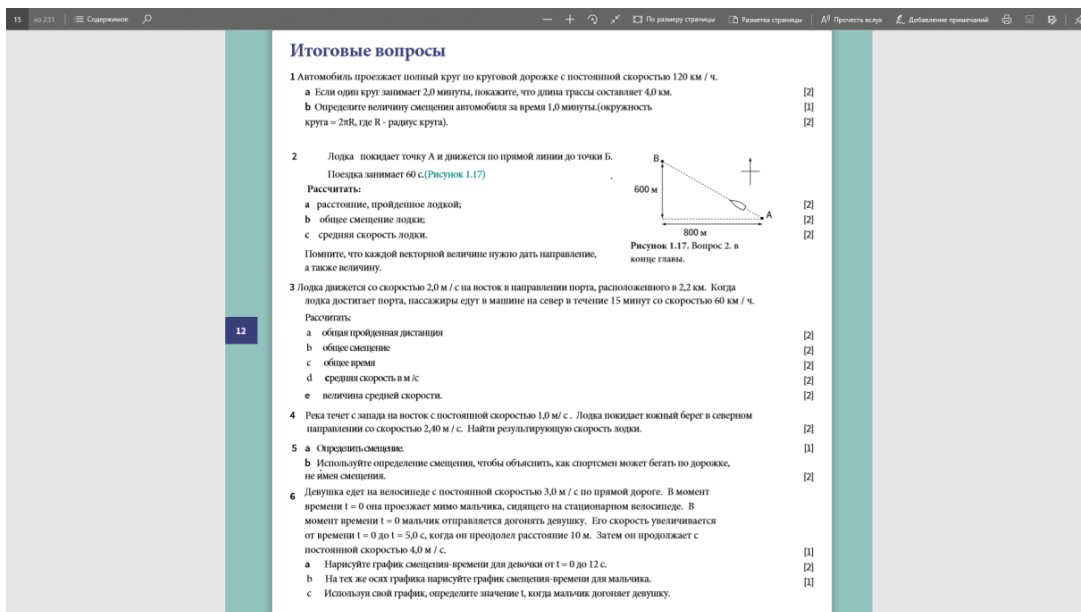 15 из 231 Содержимое По размеру страницы Разметка страницы Прочесть вслух Добавление примечаний
Итоговые вопросы
1 Автомобиль проезжает полный круг по круговой дорожке с постоянной скоростью 120 км / ч.
a Если один круг занимает 2,0 минуты, покажите, что длина трассы составляет 4,0 км. [2]
b Определите величину смещения автомобиля за время 1,0 минуты.(окружность [1]
круга = 2πR, где R - радиус круга). [2]
2 Лодка покидает точку А и движется по прямой линии до точки Б.
Поездка занимает 60 с.(Рисунок 1.17)
Рассчитать:
a расстояние, пройденное лодкой; [2]
b общее смещение лодки; [2]
c средняя скорость лодки. [2]
Помните, что каждой векторной величине нужно дать направление,
а также величину.
B
600 м
A
800 м
Рисунок 1.17. Вопрос 2. в
конце главы.
3 Лодка движется со скоростью 2,0 м / с на восток в направлении порта, расположенного в 2,2 км. Когда
лодка достигает порта, пассажиры едут в машине на север в течение 15 минут со скоростью 60 км / ч.
Рассчитать:
a общая пройденная дистанция [2]
b общее смещение [2]
c общее время [2]
d средняя скорость в м /с [2]
e величина средней скорости. [2]
12
4 Река течет с запада на восток с постоянной скоростью 1,0 м/ с . Лодка покидает южный берег в северном
направлении со скоростью 2,40 м / с. Найти результирующую скорость лодки. [2]
5 a Определить смещение. [1]
b Используйте определение смещения, чтобы объяснить, как спортсмен может бегать по дорожке,
не имея смещения. [2]
6 Девушка едет на велосипеде с постоянной скоростью 3,0 м / с по прямой дороге. В момент
времени t = 0 она проезжает мимо мальчика, сидящего на стационарном велосипеде. В
момент времени t = 0 мальчик отправляется догонять девушку. Его скорость увеличивается
от времени t = 0 до t = 5,0 с, когда он преодолел расстояние 10 м. Затем он продолжает с
постоянной скоростью 4,0 м / с. [1]
a Нарисуйте график смещения-времени для девочки от t = 0 до 12 с. [2]
b На тех же осях графика нарисуйте график смещения-времени для мальчика. [1]
c Используя свой график, определите значение t, когда мальчик догоняет девушку.